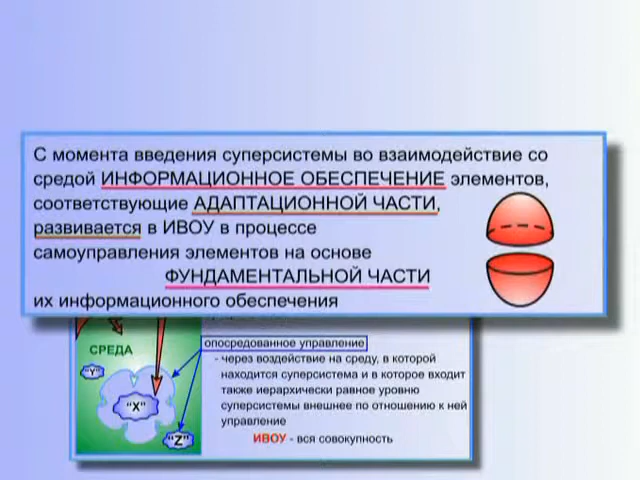 С момента введения суперсистемы во взаимодействие со
средой ИНФОРМАЦИОННОЕ ОБЕСПЕЧЕНИЕ элементов,
соответствующие АДАПТАЦИОННОЙ ЧАСТИ,
развивается в ИВОУ в процессе
самоуправления элементов на основе
ФУНДАМЕНТАЛЬНОЙ ЧАСТИ
их информационного обеспечения
СРЕДА
"Y"
"X"
"Z"
опосредованное управление
- через воздействие на среду, в которой
находится суперсистема и в которое входит
также иерархически равное уровню
суперсистемы внешнее по отношению к ней
управление
ИВОУ - вся совокупность